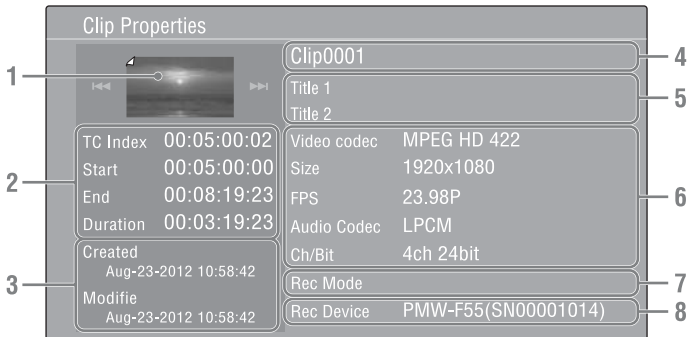 Clip Properties
1
Clip0001
4
Title 1
Title 2
5
2
TC Index 00:05:00:02
Start 00:05:00:00
End 00:08:19:23
Duration 00:03:19:23
Video codec MPEG HD 422
Size 1920x1080
FPS 23.98P
Audio Codec LPCM
Ch/Bit 4ch 24bit
6
3
Created
Aug-23-2012 10:58:42
Modifie
Aug-23-2012 10:58:42
Rec Mode
7
Rec Device PMW-F55(SN00001014)
8